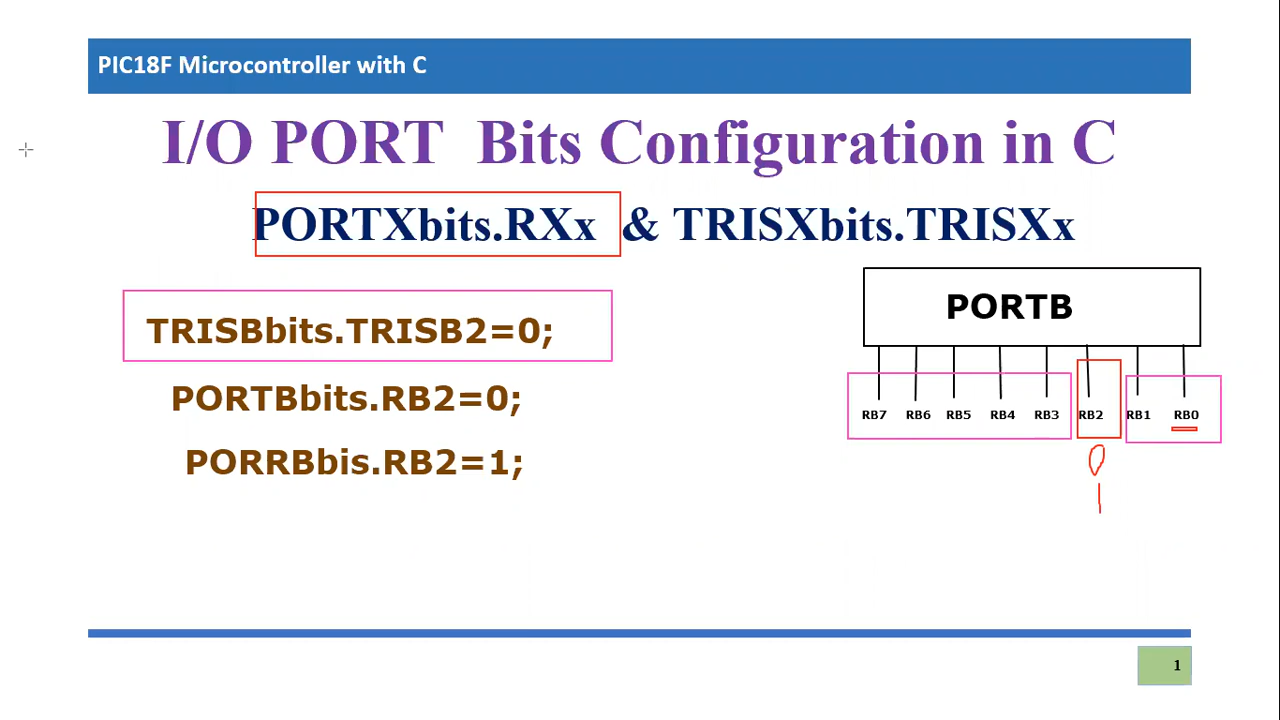 PIC18F Microcontroller with C
I/O PORT Bits Configuration in C
PORTXbits.RXx & TRISXbits.TRISXx
TRISBbits.TRISB2=0;
PORTBbits.RB2=0;
PORRBbis.RB2=1;
PORTB
RB7 RB6 RB5 RB4 RB3 RB2 RB1 RB0
0
1
1